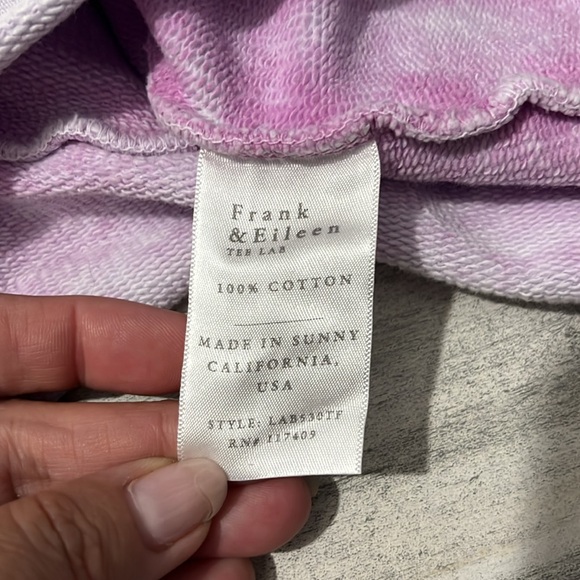 Frank
&Eileen
TEE LAB
100% COTTON
MADE IN SUNNY
CALIFORNIA,
USA
STYLE: LAB530TF
RN# 117409